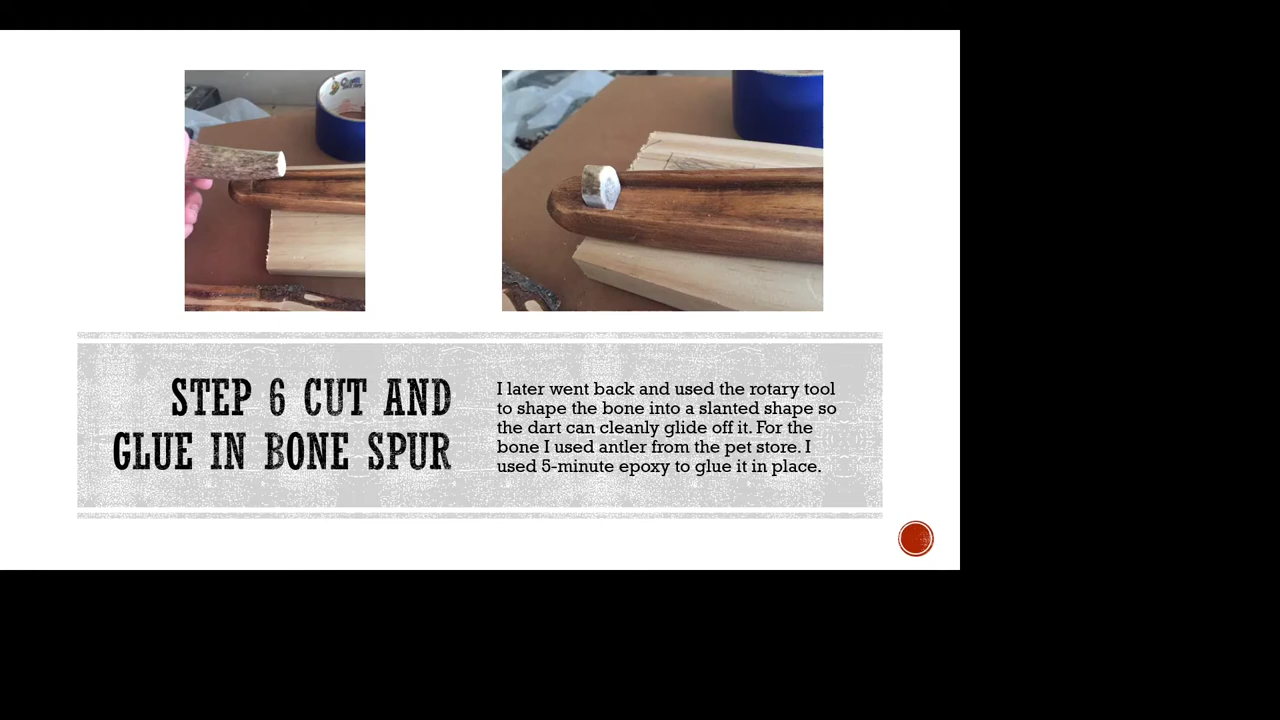 STEP 6 CUT AND
GLUE IN BONE SPUR
I later went back and used the rotary tool
to shape the bone into a slanted shape so
the dart can cleanly glide off it. For the
bone I used antler from the pet store. I
used 5-minute epoxy to glue it in place.